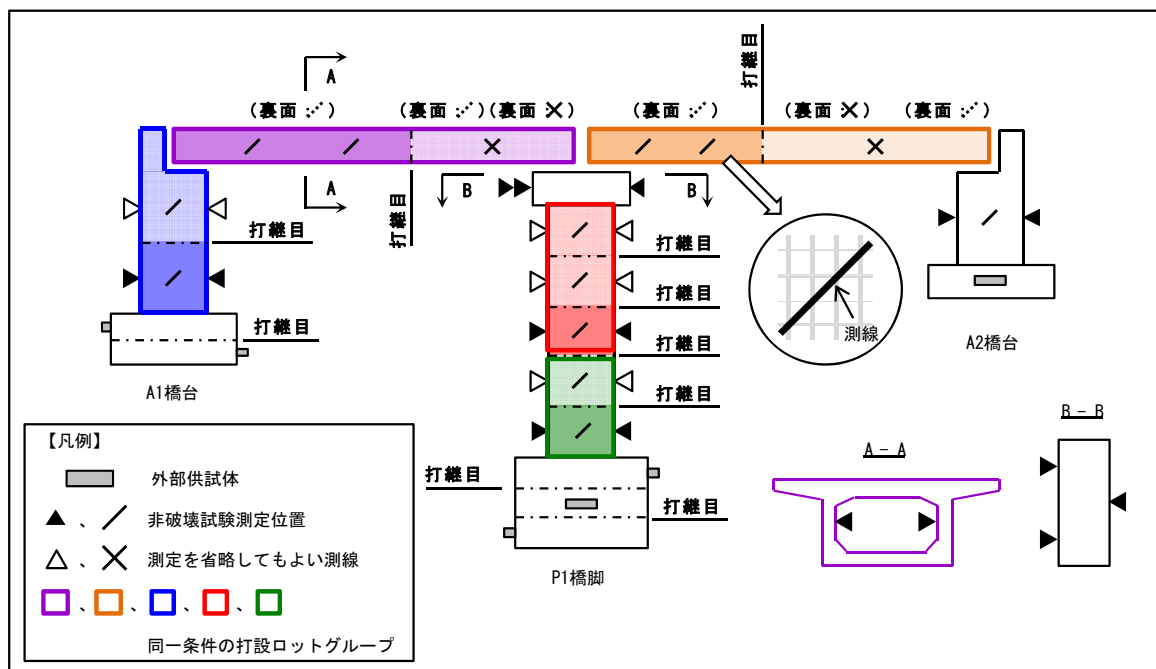 打継目
A
(裏面 ⋰)
(裏面 ⋰)
(裏面 ×)
(裏面 ⋰)
(裏面 ×)
(裏面 ⋰)
A
打継目
B
B
打継目
打継目
打継目
打継目
打継目
打継目
測線
A1橋台
A2橋台
打継目
打継目
P1橋脚
A－A
B－B
【凡例】
外部供試体
▲、／ 非破壊試験測定位置
△、× 測定を省略してもよい測線
□、□、□、□、□
同一条件の打設ロットグループ